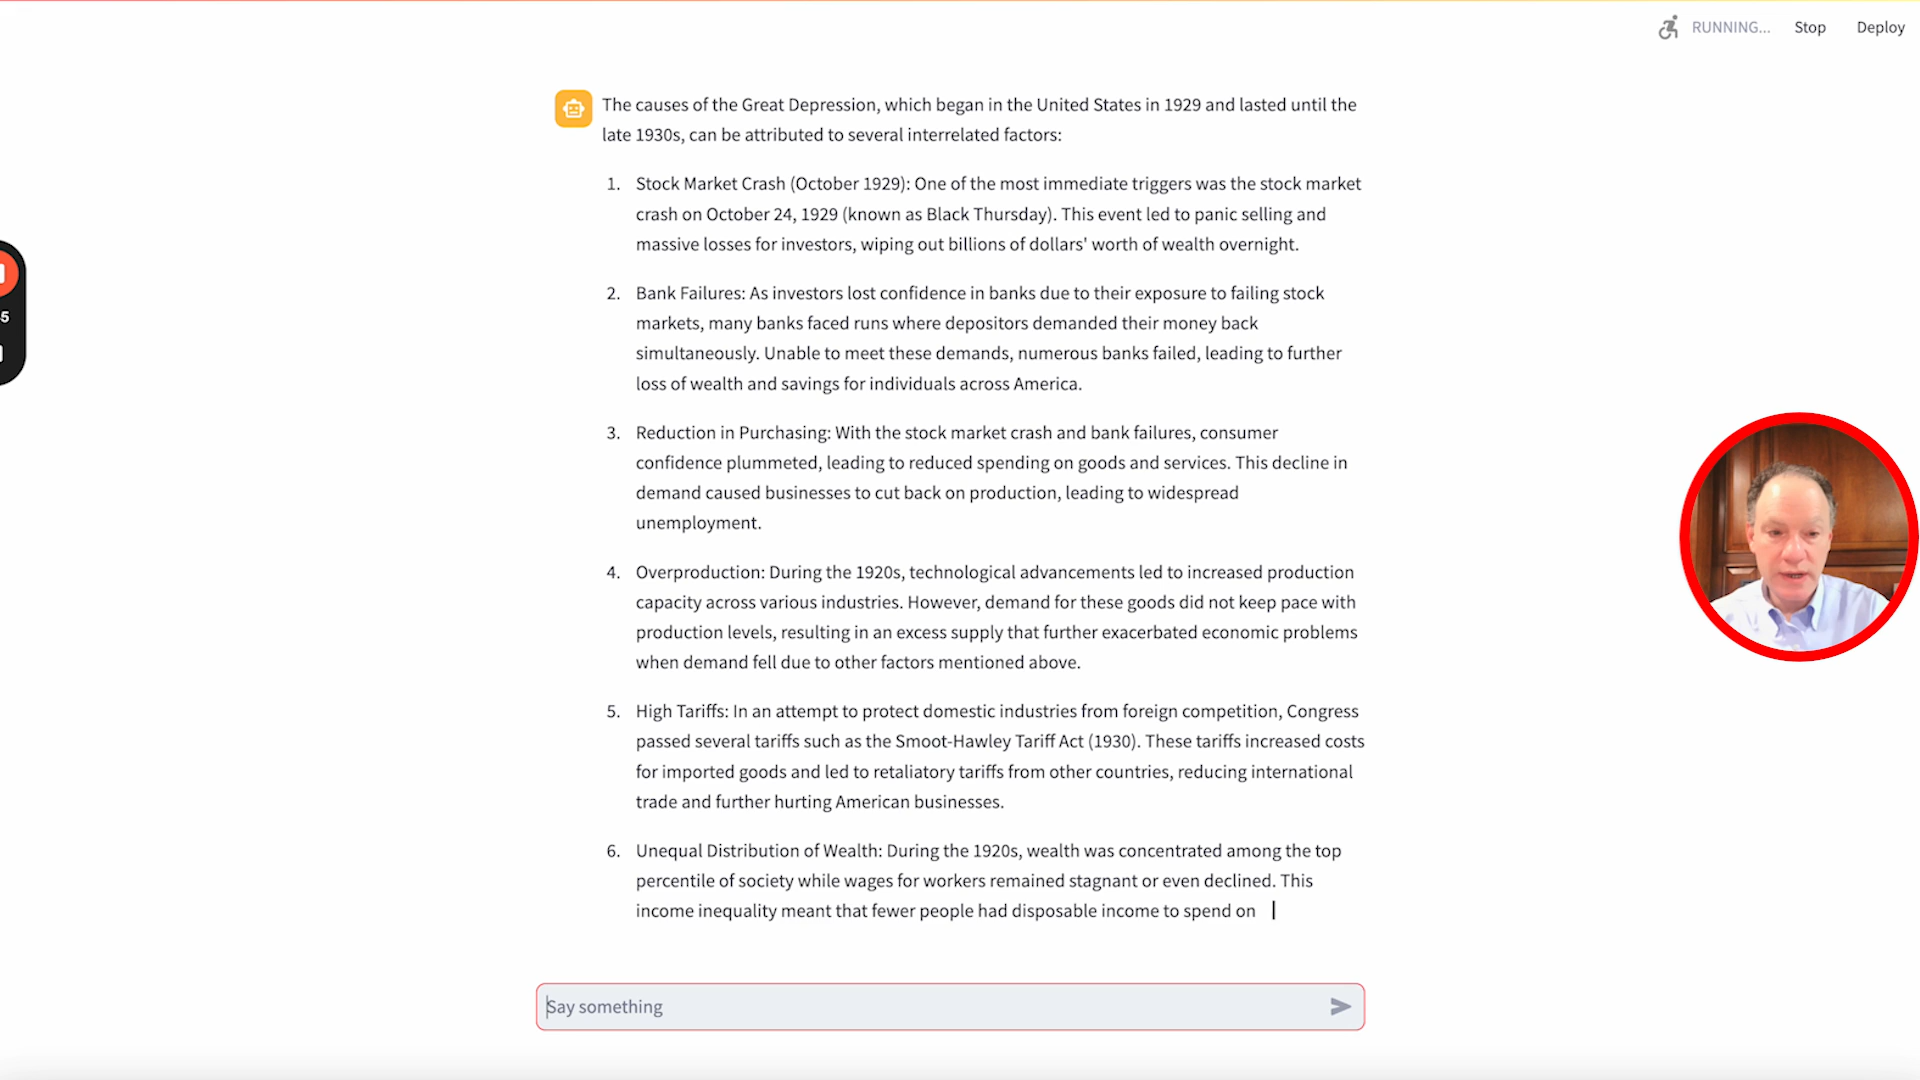 RUNNING...
Stop
Deploy
The causes of the Great Depression, which began in the United States in 1929 and lasted until the
late 1930s, can be attributed to several interrelated factors:
1. Stock Market Crash (October 1929): One of the most immediate triggers was the stock market
crash on October 24, 1929 (known as Black Thursday). This event led to panic selling and
massive losses for investors, wiping out billions of dollars' worth of wealth overnight.
2. Bank Failures: As investors lost confidence in banks due to their exposure to failing stock
markets, many banks faced runs where depositors demanded their money back
simultaneously. Unable to meet these demands, numerous banks failed, leading to further
loss of wealth and savings for individuals across America.
3. Reduction in Purchasing: With the stock market crash and bank failures, consumer
confidence plummeted, leading to reduced spending on goods and services. This decline in
demand caused businesses to cut back on production, leading to widespread
unemployment.
4. Overproduction: During the 1920s, technological advancements led to increased production
capacity across various industries. However, demand for these goods did not keep pace with
production levels, resulting in an excess supply that further exacerbated economic problems
when demand fell due to other factors mentioned above.
5. High Tariffs: In an attempt to protect domestic industries from foreign competition, Congress
passed several tariffs such as the Smoot-Hawley Tariff Act (1930). These tariffs increased costs
for imported goods and led to retaliatory tariffs from other countries, reducing international
trade and further hurting American businesses.
6. Unequal Distribution of Wealth: During the 1920s, wealth was concentrated among the top
percentile of society while wages for workers remained stagnant or even declined. This
income inequality meant that fewer people had disposable income to spend on
Say something